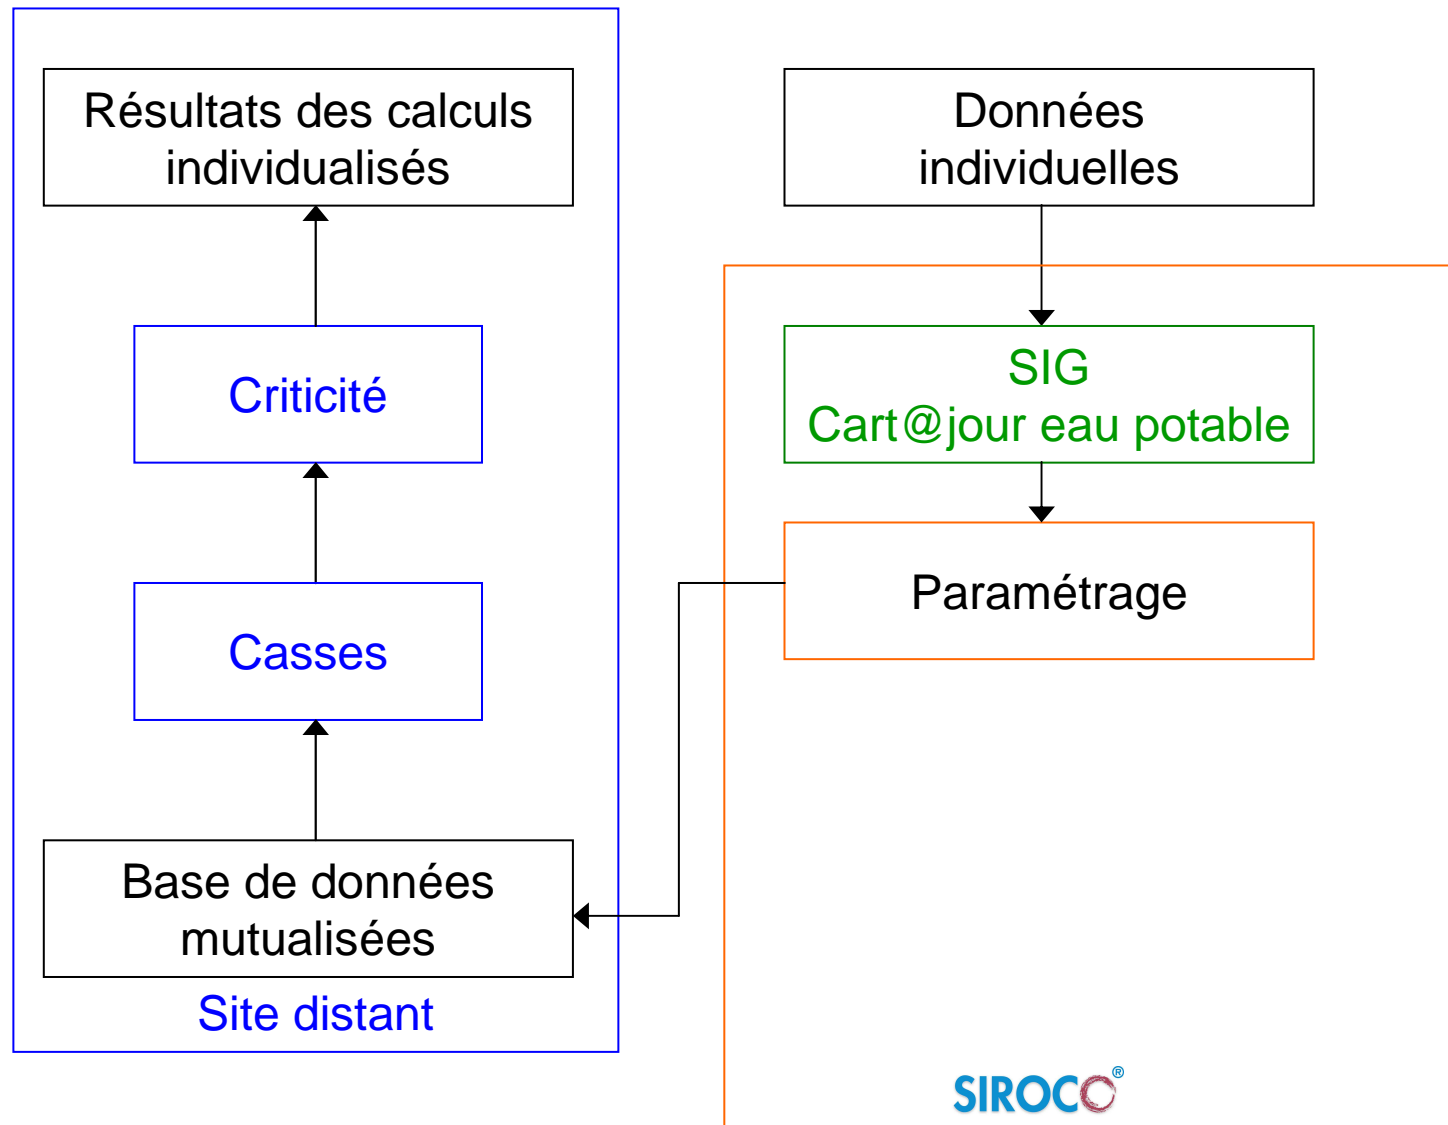 Résultats des calculs
individualisés
Criticité
Casses
Base de données
mutualisées
Site distant
Données
individuelles
SIG
Cart@jour eau potable
Paramétrage
SIROCO®